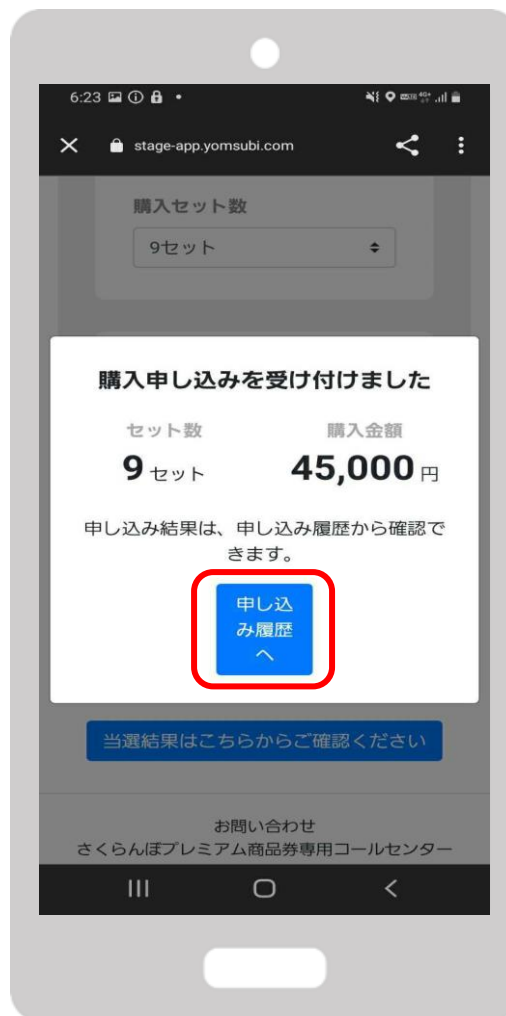 6:23
stage-app.yomsubi.com
購入セット数
9セット
購入申し込みを受け付けました
セット数 購入金額
9 セット 45,000 円
申し込み結果は、申し込み履歴から確認で
きます。
申し込
み履歴
へ
当選結果はこちらからご確認ください
お問い合わせ
さくらんぼプレミアム商品券専用コールセンター